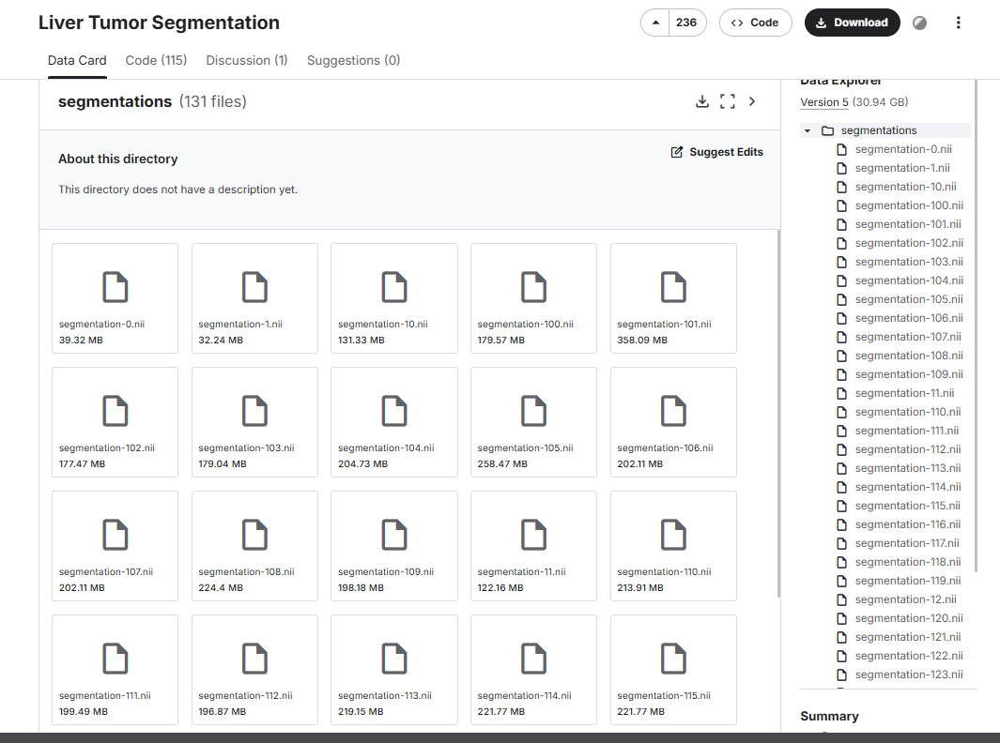 Liver Tumor Segmentation
236
Code
Download
Data Card
Code (115)
Discussion (1)
Suggestions (0)
segmentations (131 files)
About this directory
Suggest Edits
This directory does not have a description yet.
segmentation-0.nii
39.32 MB
segmentation-1.nii
32.24 MB
segmentation-10.nii
131.33 MB
segmentation-100.nii
179.57 MB
segmentation-101.nii
358.09 MB
segmentation-102.nii
177.47 MB
segmentation-103.nii
179.04 MB
segmentation-104.nii
204.73 MB
segmentation-105.nii
258.47 MB
segmentation-106.nii
202.11 MB
segmentation-107.nii
202.11 MB
segmentation-108.nii
224.4 MB
segmentation-109.nii
198.18 MB
segmentation-11.nii
122.16 MB
segmentation-110.nii
213.91 MB
segmentation-111.nii
199.49 MB
segmentation-112.nii
196.87 MB
segmentation-113.nii
219.15 MB
segmentation-114.nii
221.77 MB
segmentation-115.nii
221.77 MB
Data Explorer
Version 5 (30.94 GB)
segmentations
segmentation-0.nii
segmentation-1.nii
segmentation-10.nii
segmentation-100.nii
segmentation-101.nii
segmentation-102.nii
segmentation-103.nii
segmentation-104.nii
segmentation-105.nii
segmentation-106.nii
segmentation-107.nii
segmentation-108.nii
segmentation-109.nii
segmentation-11.nii
segmentation-110.nii
segmentation-111.nii
segmentation-112.nii
segmentation-113.nii
segmentation-114.nii
segmentation-115.nii
segmentation-116.nii
segmentation-117.nii
segmentation-118.nii
segmentation-119.nii
segmentation-12.nii
segmentation-120.nii
segmentation-121.nii
segmentation-122.nii
segmentation-123.nii
Summary